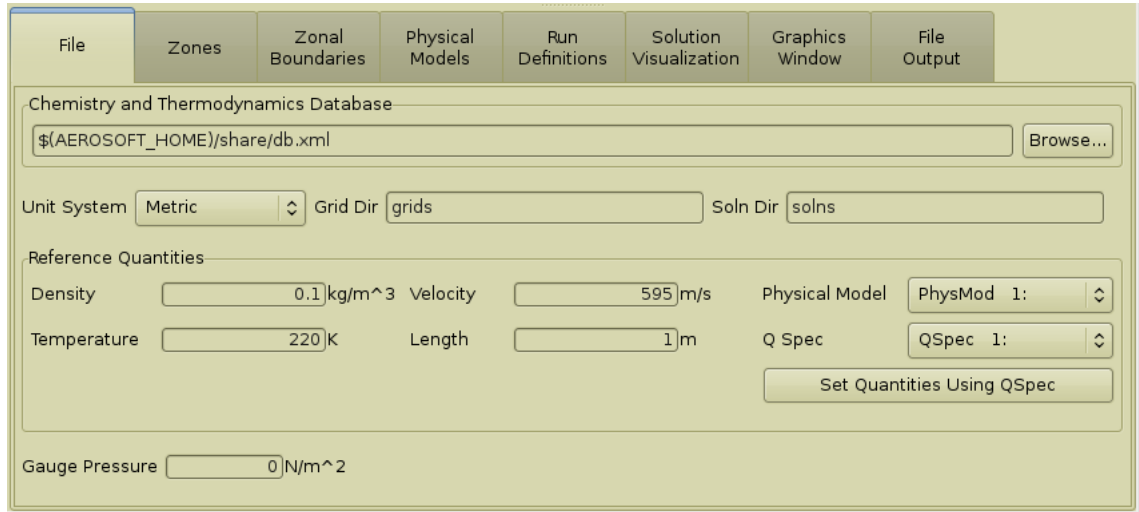 File
Zones
Zonal
Boundaries
Physical
Models
Run
Definitions
Solution
Visualization
Graphics
Window
File
Output
Chemistry and Thermodynamics Database
$(AEROSOFT_HOME)/share/db.xml Browse...
Unit System Metric Grid Dir grids Soln Dir solns
Reference Quantities
Density 0.1 kg/m^3 Velocity 595 m/s Physical Model PhysMod 1:
Temperature 220 K Length 1 m Q Spec QSpec 1:
Set Quantities Using QSpec
Gauge Pressure 0 N/m^2